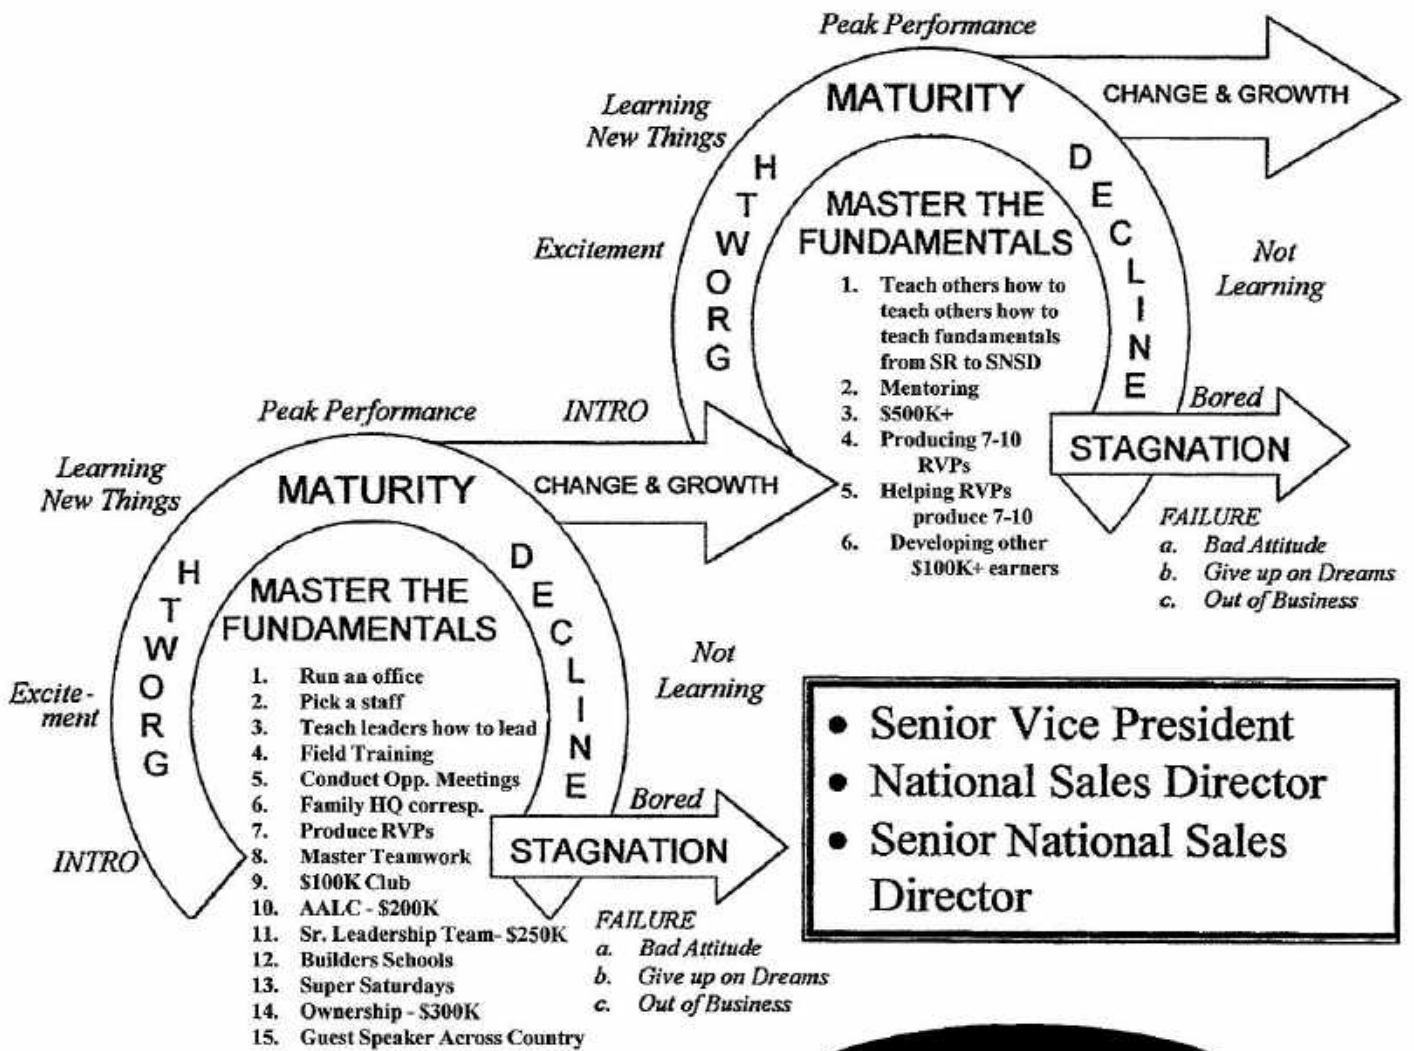 Peak Performance
Learning
New Things
MATURITY
CHANGE & GROWTH
GROWTH
DECLINE
Excitement
MASTER THE
FUNDAMENTALS
1. Teach others how to
teach others how to
teach fundamentals
from SR to SNSD
2. Mentoring
3. $500K+
4. Producing 7-10
RVPs
5. Helping RVPs
produce 7-10
6. Developing other
$100K+ earners
Not
Learning
Bored
STAGNATION
FAILURE
a. Bad Attitude
b. Give up on Dreams
c. Out of Business
Peak Performance
INTRO
Learning
New Things
MATURITY
CHANGE & GROWTH
GROWTH
DECLINE
Excite-
ment
INTRO
MASTER THE
FUNDAMENTALS
1. Run an office
2. Pick a staff
3. Teach leaders how to lead
4. Field Training
5. Conduct Opp. Meetings
6. Family HQ corresp.
7. Produce RVPs
8. Master Teamwork
9. $100K Club
10. AALC - $200K
11. Sr. Leadership Team- $250K
12. Builders Schools
13. Super Saturdays
14. Ownership - $300K
15. Guest Speaker Across Country
Not
Learning
Bored
STAGNATION
FAILURE
a. Bad Attitude
b. Give up on Dreams
c. Out of Business
• Senior Vice President
• National Sales Director
• Senior National Sales
Director